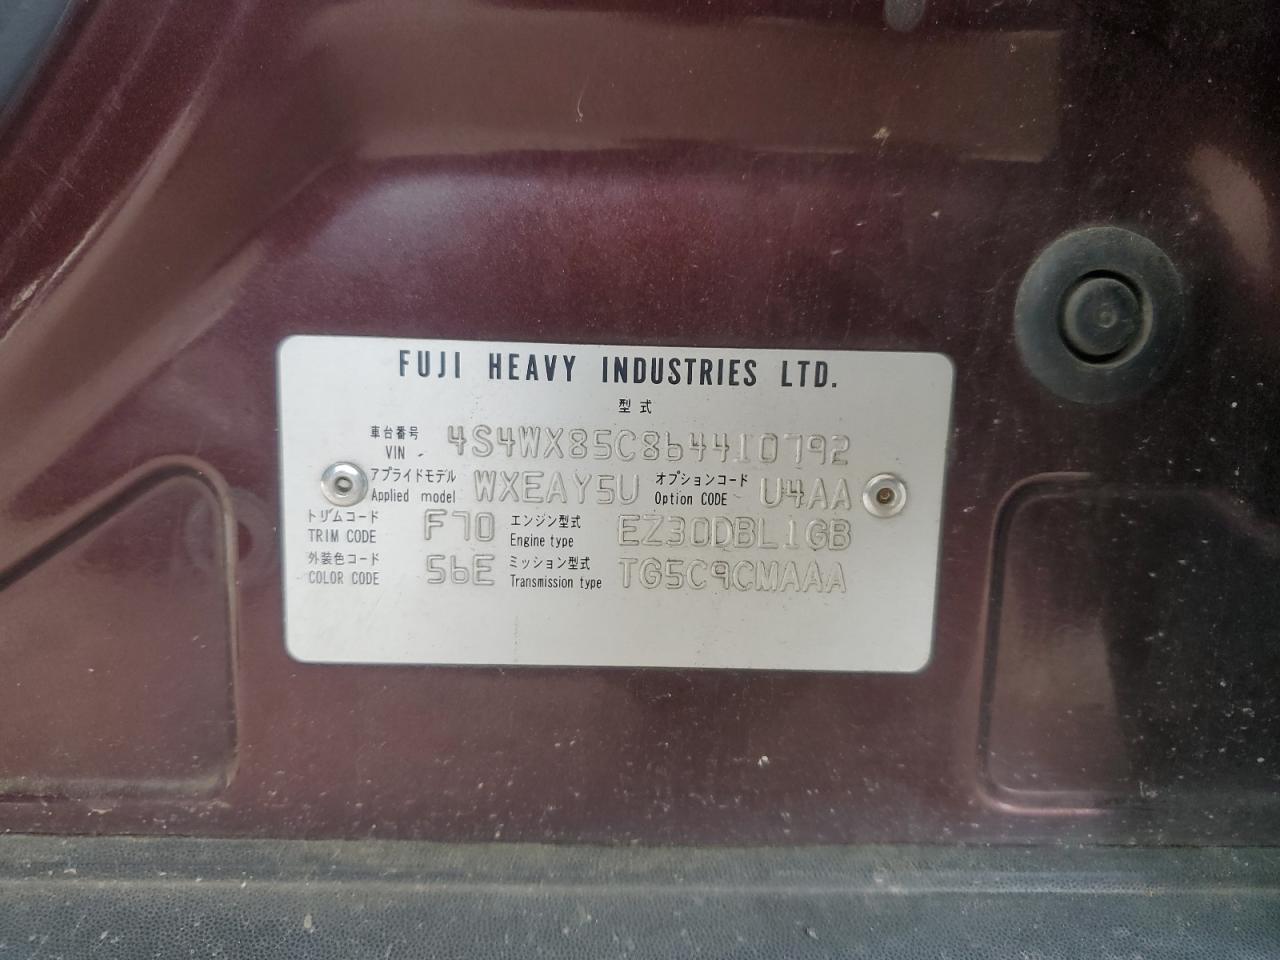 FUJI HEAVY INDUSTRIES LTD.
型式
車台番号
VIN 4S4WX85C864410792
アプライドモデル オプションコード
Applied model WXEAY5U Option CODE U4AA
トリムコード エンジン型式
TRIM CODE F70 Engine type EZ30DBL1GB
外装色コード ミッション型式
COLOR CODE 56E Transmission type TG5C9CMAAA